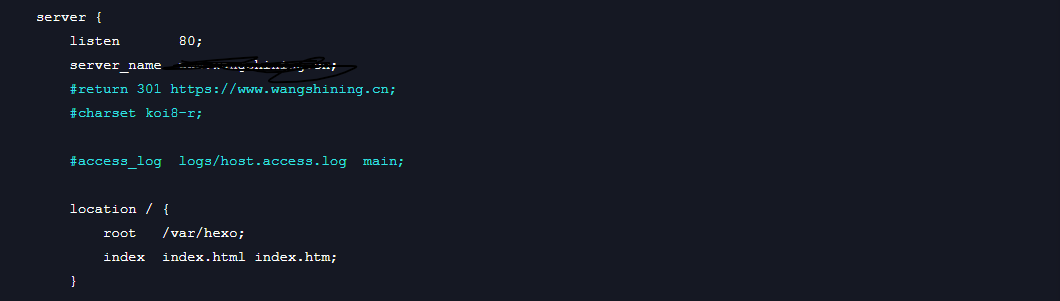 server {
listen 80;
server_name
#return 301 https://www.wangshining.cn;
#charset koi8-r;
#access_log logs/host.access.log main;
location / {
root /var/hexo;
index index.html index.htm;
}